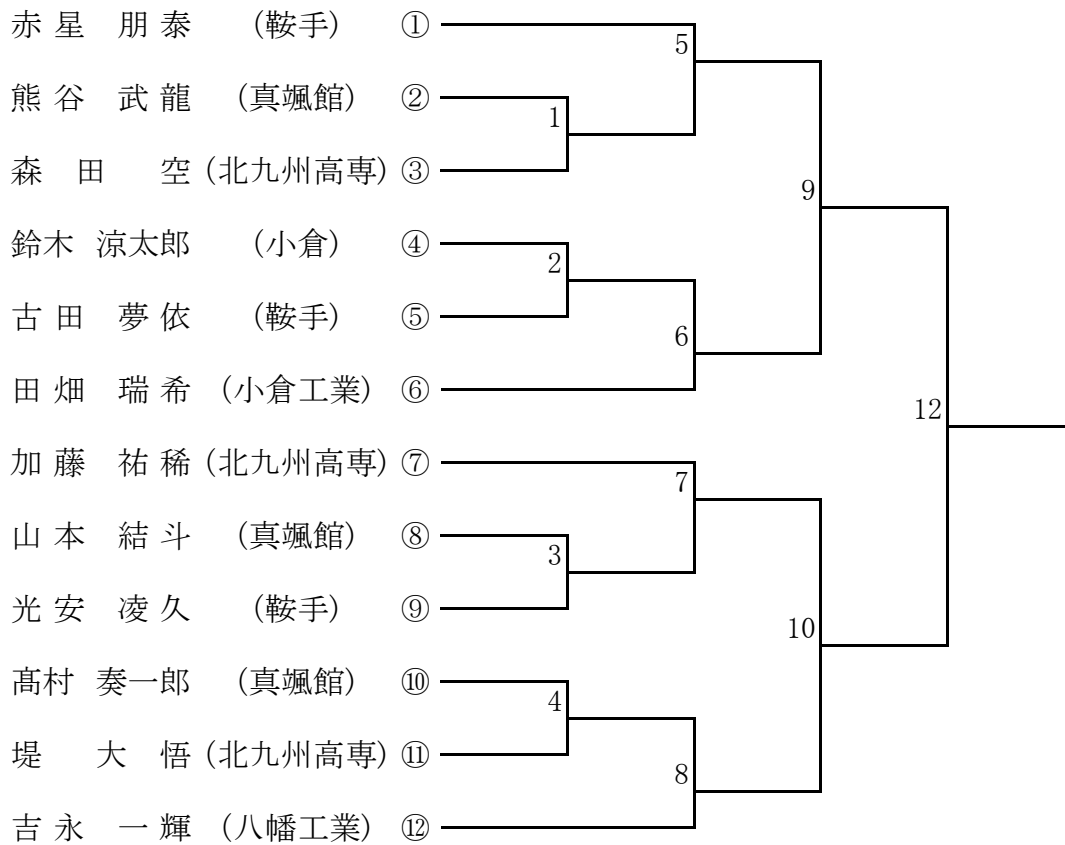 赤星 朋泰 (鞍手) ①
5
熊谷 武龍 (真颯館) ②
1
森田 空 (北九州高専) ③
9
鈴木 涼太郎 (小倉) ④
2
古田 夢依 (鞍手) ⑤
6
田畑 瑞希 (小倉工業) ⑥
12
加藤 祐稀 (北九州高専) ⑦
7
山本 結斗 (真颯館) ⑧
3
光安 凌久 (鞍手) ⑨
10
髙村 奏一郎 (真颯館) ⑩
4
堤 大悟 (北九州高専) ⑪
8
吉永 一輝 (八幡工業) ⑫